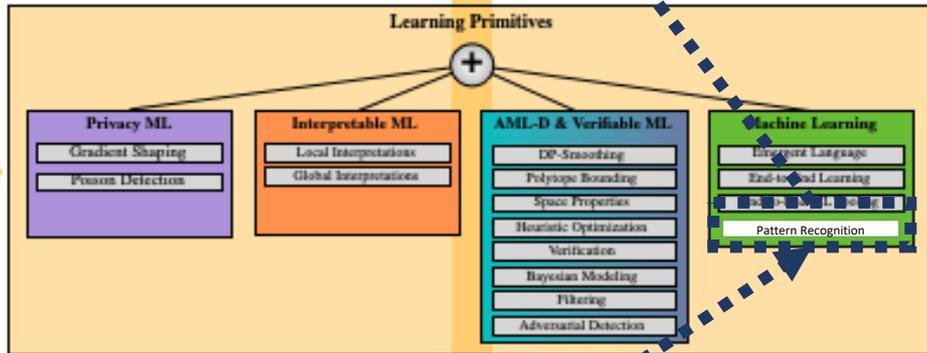 Learning Primitives
+
Privacy ML
Gradient Shaping
Poison Detection
Interpretable ML
Local Interpretations
Global Interpretations
AML-D & Verifiable ML
DP-Smoothing
Polytope Bounding
Space Properties
Heuristic Optimization
Verification
Bayesian Modeling
Filtering
Adversarial Detection
Machine Learning
Emergent Language
End-to-End Learning
Pattern Recognition